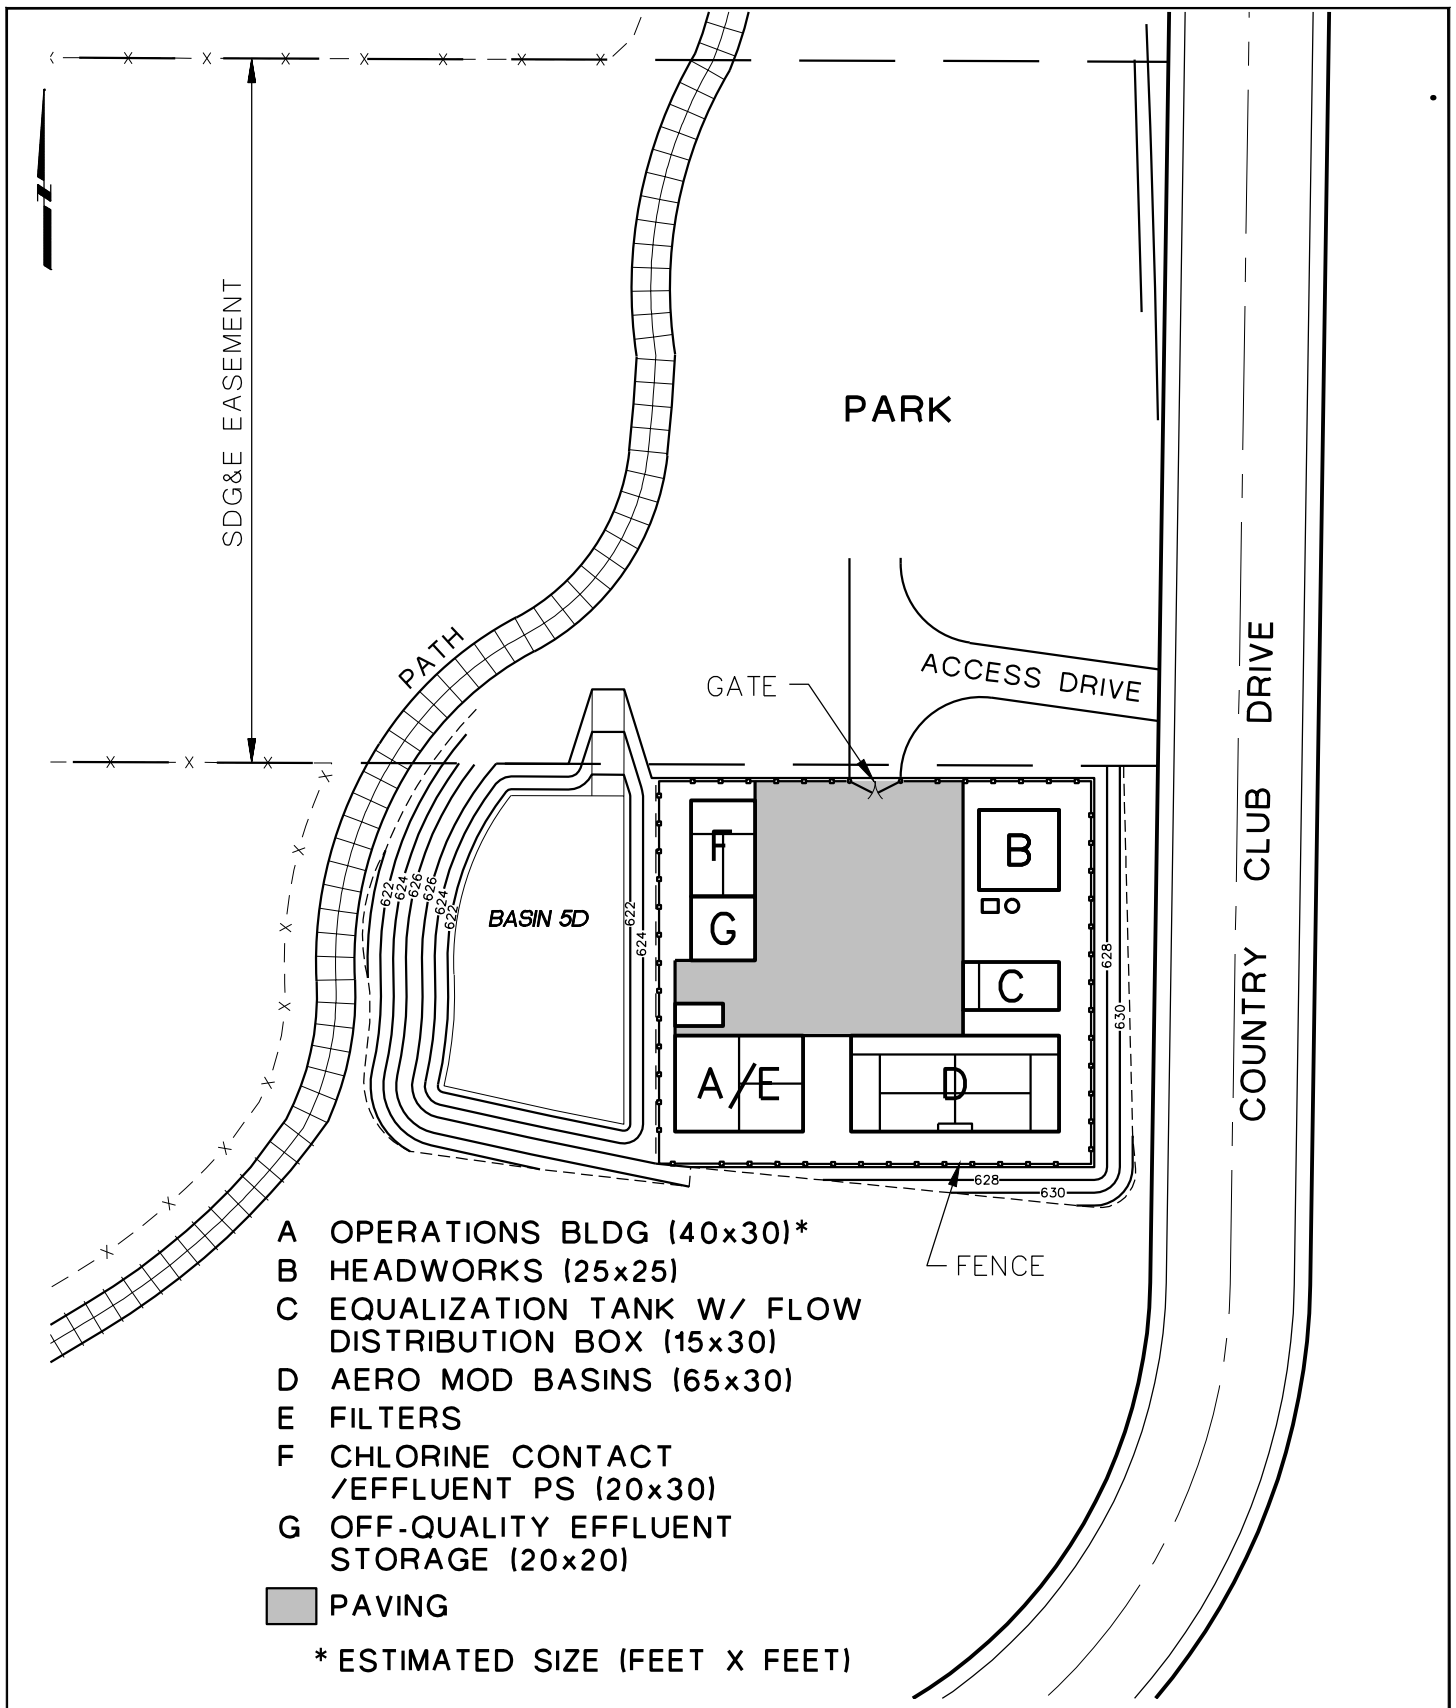 N
SDG&E EASEMENT
PARK
PATH
GATE
ACCESS DRIVE
COUNTRY CLUB DRIVE
F
B
BASIN 5D
G
C
A/E
D
622
624
626
626
624
622
622
624
628
630
628
630
FENCE
A OPERATIONS BLDG (40x30)*
B HEADWORKS (25x25)
C EQUALIZATION TANK W/ FLOW
DISTRIBUTION BOX (15x30)
D AERO MOD BASINS (65x30)
E FILTERS
F CHLORINE CONTACT
/EFFLUENT PS (20x30)
G OFF-QUALITY EFFLUENT
STORAGE (20x20)
PAVING
* ESTIMATED SIZE (FEET X FEET)